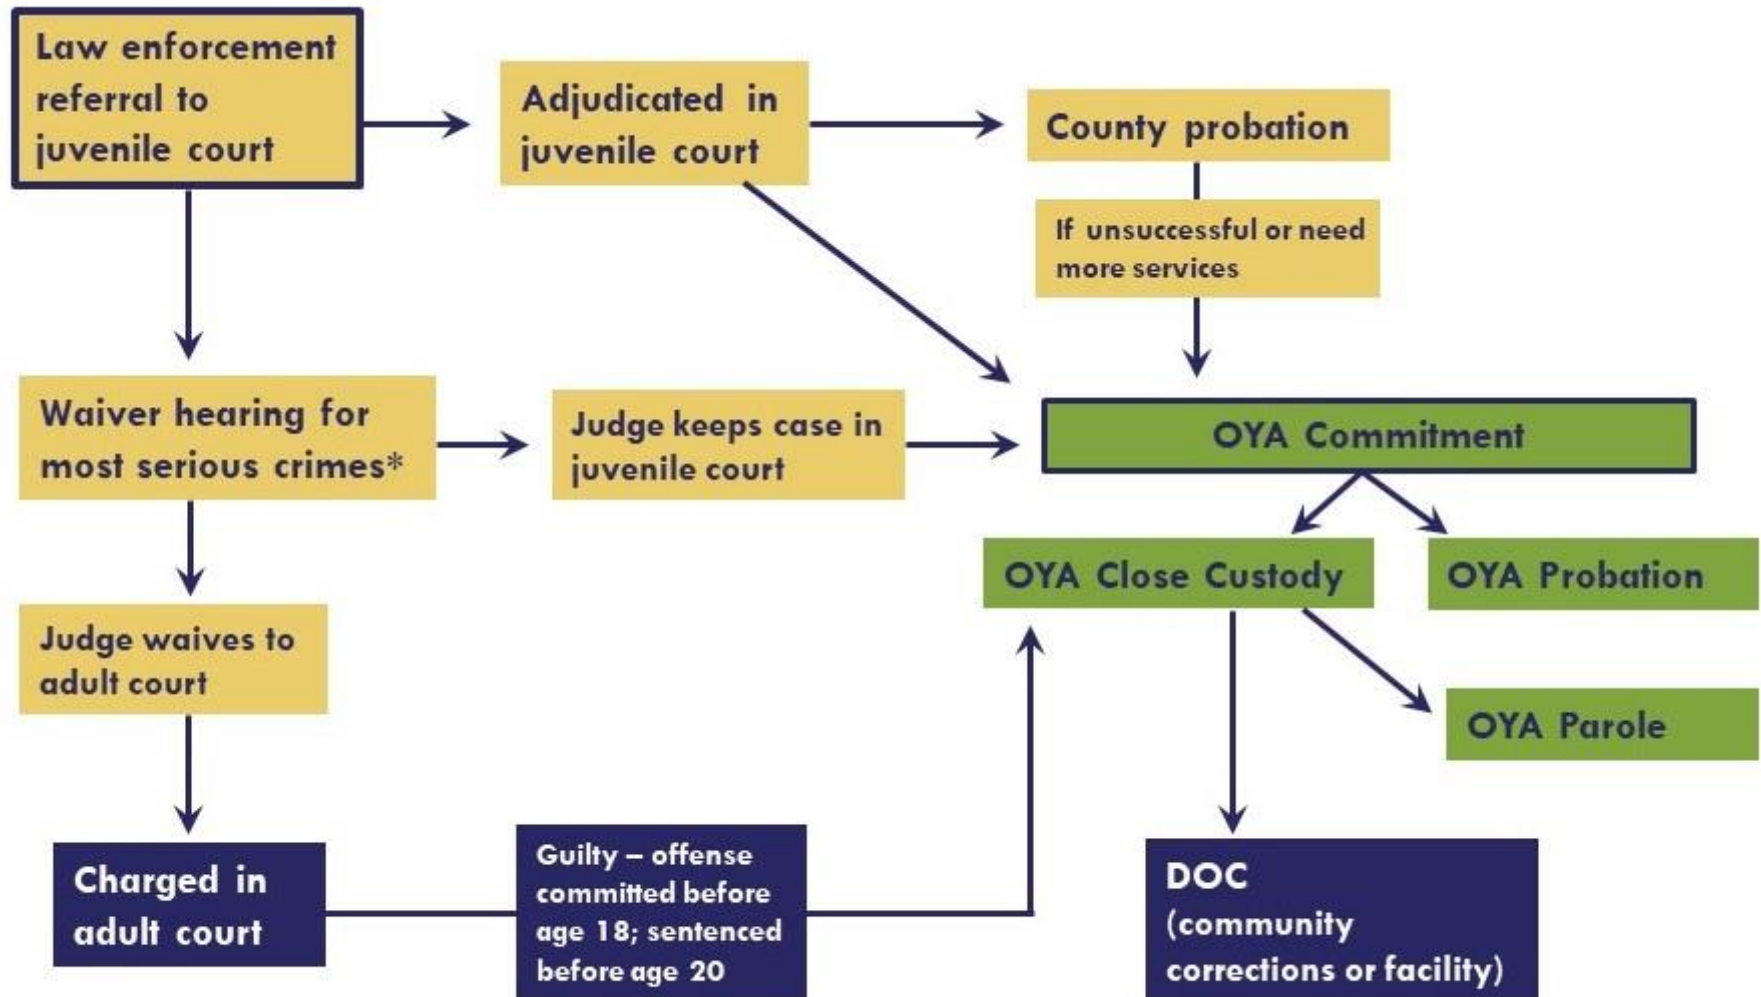 Law enforcement
referral to
juvenile court
Adjudicated in
juvenile court
County probation
If unsuccessful or need
more services
Waiver hearing for
most serious crimes*
Judge keeps case in
juvenile court
OYA Commitment
OYA Close Custody
OYA Probation
Judge waives to
adult court
OYA Parole
Charged in
adult court
Guilty – offense
committed before
age 18; sentenced
before age 20
DOC
(community
corrections or facility)